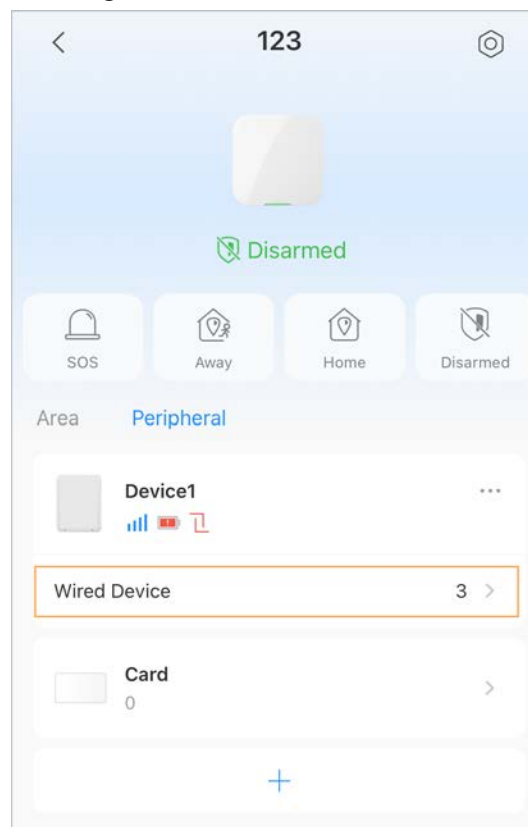 123
Disarmed
SOS Away Home Disarmed
Area Peripheral
Device1
Wired Device 3
Card
0